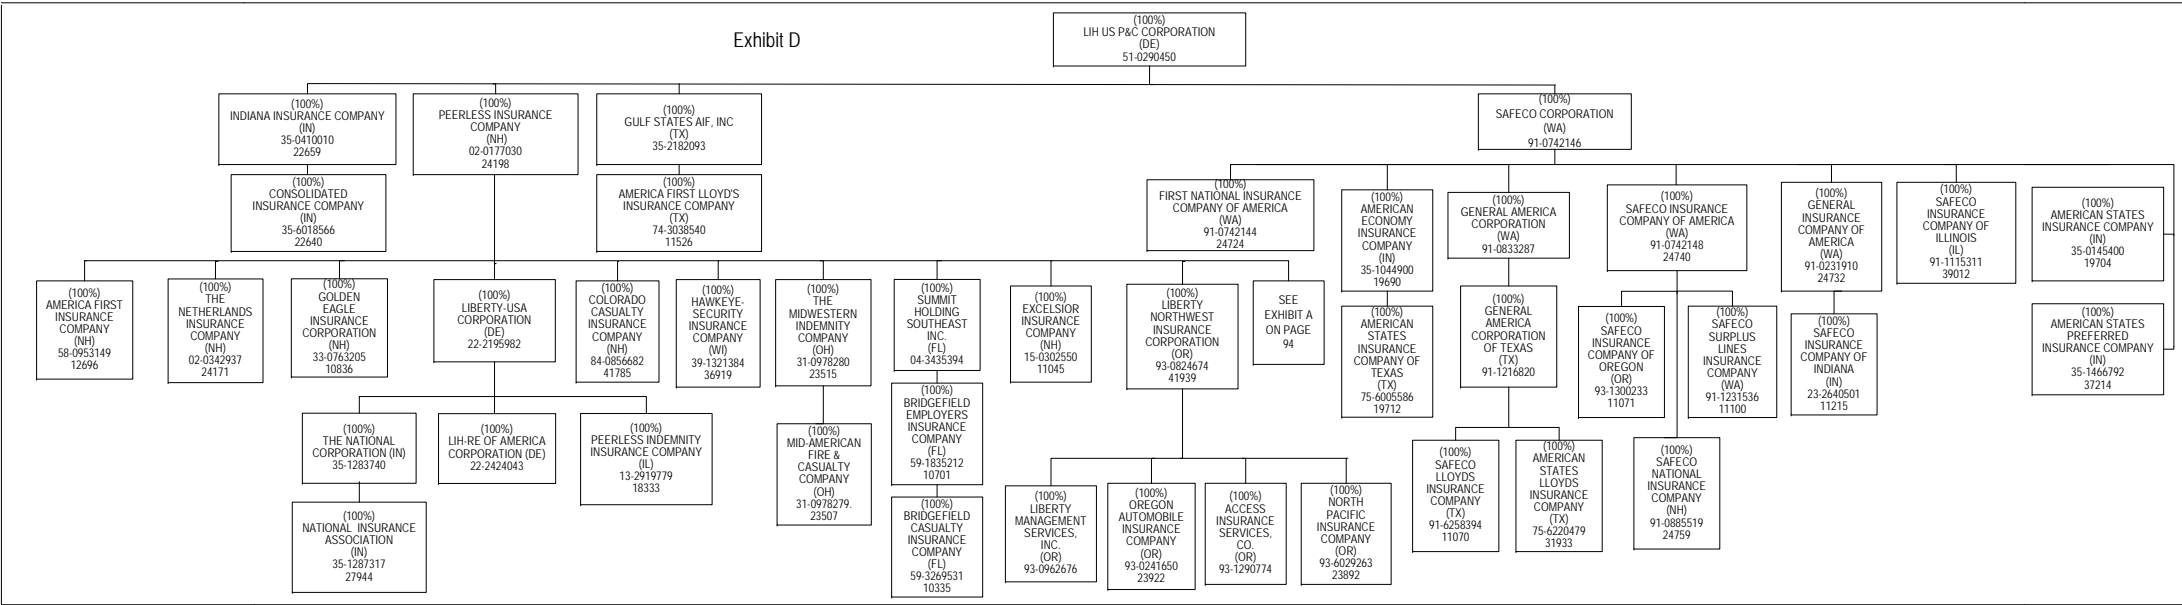 Exhibit D
(100%)
LIH US P&C CORPORATION
(DE)
51-0290450
(100%)
INDIANA INSURANCE COMPANY
(IN)
35-0410010
22659
(100%)
PEERLESS INSURANCE
COMPANY
(NH)
02-0177030
24198
(100%)
GULF STATES AIF, INC
(TX)
35-2182093
(100%)
SAFECO CORPORATION
(WA)
91-0742146
(100%)
CONSOLIDATED
INSURANCE COMPANY
(IN)
35-6018566
22640
(100%)
AMERICA FIRST LLOYD'S
INSURANCE COMPANY
(TX)
74-3038540
11526
(100%)
FIRST NATIONAL INSURANCE
COMPANY OF AMERICA
(WA)
91-0742144
24724
(100%)
AMERICAN
ECONOMY
INSURANCE
COMPANY
(IN)
35-1044900
19690
(100%)
GENERAL AMERICA
CORPORATION
(WA)
91-0833287
(100%)
SAFECO INSURANCE
COMPANY OF AMERICA
(WA)
91-0742148
24740
(100%)
GENERAL
INSURANCE
COMPANY OF
AMERICA
(WA)
91-0231910
24732
(100%)
SAFECO
INSURANCE
COMPANY OF
ILLINOIS
(IL)
91-1115311
39012
(100%)
AMERICAN STATES
INSURANCE COMPANY
(IN)
35-0145400
19704
(100%)
AMERICA FIRST
INSURANCE
COMPANY
(NH)
58-0953149
12696
(100%)
THE
NETHERLANDS
INSURANCE
COMPANY
(NH)
02-0342937
24171
(100%)
GOLDEN
EAGLE
INSURANCE
CORPORATION
(NH)
33-0763205
10836
(100%)
LIBERTY-USA
CORPORATION
(DE)
22-2195982
(100%)
COLORADO
CASUALTY
INSURANCE
COMPANY
(NH)
84-0856682
41785
(100%)
HAWKEYE-
SECURITY
INSURANCE
COMPANY
(WI)
39-1321384
36919
(100%)
THE
MIDWESTERN
INDEMNITY
COMPANY
(OH)
31-0978280
23515
(100%)
SUMMIT
HOLDING
SOUTHEAST
INC.
(FL)
04-3435394
(100%)
EXCELSIOR
INSURANCE
COMPANY
(NH)
15-0302550
11045
(100%)
LIBERTY
NORTHWEST
INSURANCE
CORPORATION
(OR)
93-0824674
41939
SEE
EXHIBIT A
ON PAGE
94
(100%)
AMERICAN
STATES
INSURANCE
COMPANY OF
TEXAS
(TX)
75-6005586
19712
(100%)
GENERAL
AMERICA
CORPORATION
OF TEXAS
(TX)
91-1216820
(100%)
SAFECO
INSURANCE
COMPANY OF
OREGON
(OR)
93-1300233
11071
(100%)
SAFECO
SURPLUS
LINES
INSURANCE
COMPANY
(WA)
91-1231536
11100
(100%)
SAFECO
INSURANCE
COMPANY OF
INDIANA
(IN)
23-2640501
11215
(100%)
AMERICAN STATES
PREFERRED
INSURANCE COMPANY
(IN)
35-1466792
37214
(100%)
THE NATIONAL
CORPORATION (IN)
35-1283740
(100%)
LIH-RE OF AMERICA
CORPORATION (DE)
22-2424043
(100%)
PEERLESS INDEMNITY
INSURANCE COMPANY
(IL)
13-2919779
18333
(100%)
MID-AMERICAN
FIRE &
CASUALTY
COMPANY
(OH)
31-0978279.
23507
(100%)
BRIDGEFIELD
EMPLOYERS
INSURANCE
COMPANY
(FL)
59-1835212
10701
(100%)
NATIONAL INSURANCE
ASSOCIATION
(IN)
35-1287317
27944
(100%)
BRIDGEFIELD
CASUALTY
INSURANCE
COMPANY
(FL)
59-3269531
10335
(100%)
LIBERTY
MANAGEMENT
SERVICES,
INC.
(OR)
93-0962676
(100%)
OREGON
AUTOMOBILE
INSURANCE
COMPANY
(OR)
93-0241650
23922
(100%)
ACCESS
INSURANCE
SERVICES,
CO.
(OR)
93-1290774
(100%)
NORTH
PACIFIC
INSURANCE
COMPANY
(OR)
93-6029263
23892
(100%)
SAFECO
LLOYDS
INSURANCE
COMPANY
(TX)
91-6258394
11070
(100%)
AMERICAN
STATES
LLOYDS
INSURANCE
COMPANY
(TX)
75-6220479
31933
(100%)
SAFECO
NATIONAL
INSURANCE
COMPANY
(NH)
91-0885519
24759